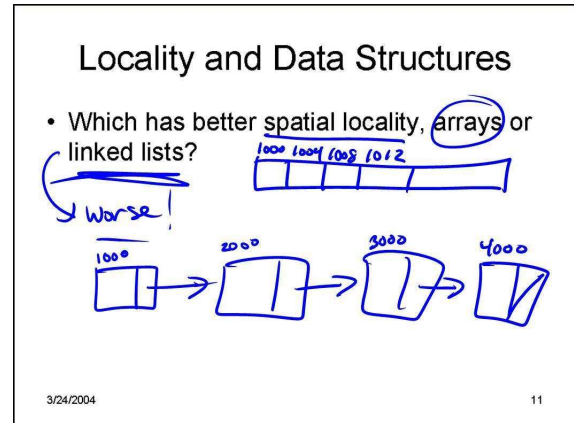 Locality and Data Structures
• Which has better spatial locality, arrays or
linked lists?
1000 1004 1008 1012
worse!
1000 2000 3000 4000
3/24/2004 11